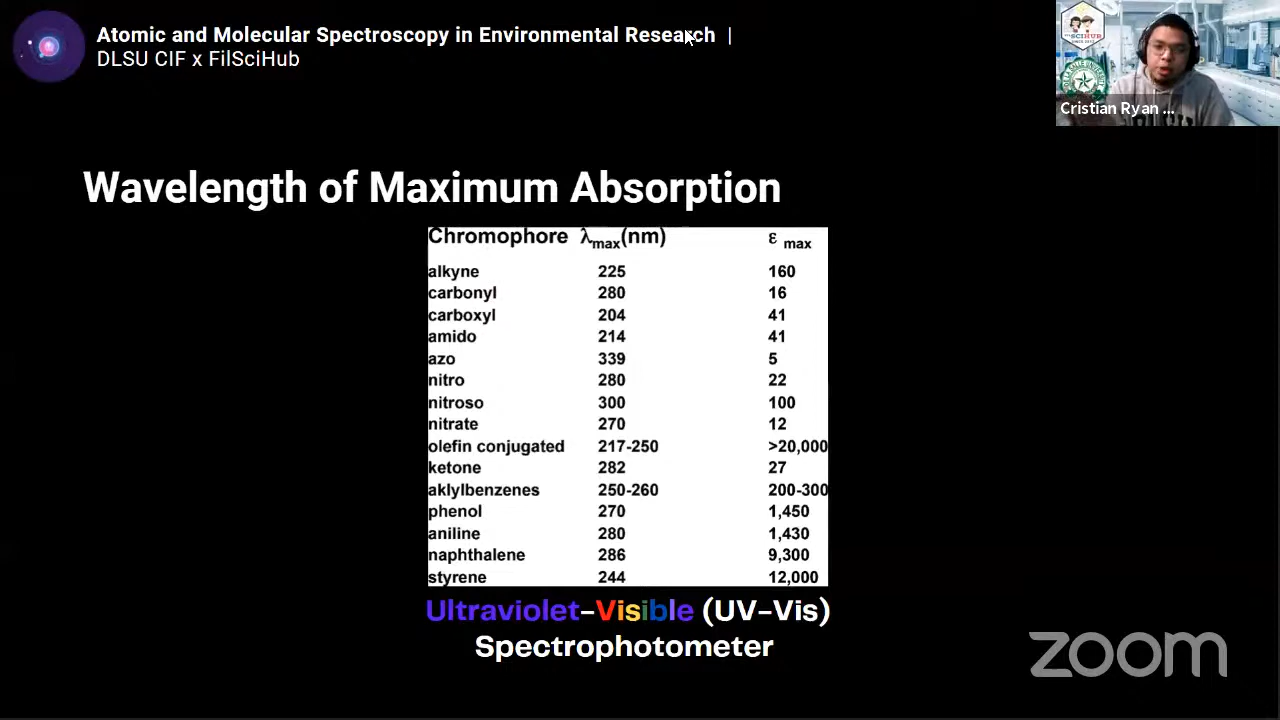 Atomic and Molecular Spectroscopy in Environmental Research |
DLSU CIF x FilSciHub
Cristian Ryan ...
Wavelength of Maximum Absorption
Chromophore λmax(nm) ε max
alkyne 225 160
carbonyl 280 16
carboxyl 204 41
amido 214 41
azo 339 5
nitro 280 22
nitroso 300 100
nitrate 270 12
olefin conjugated 217-250 >20,000
ketone 282 27
aklylbenzenes 250-260 200-300
phenol 270 1,450
aniline 280 1,430
naphthalene 286 9,300
styrene 244 12,000
Ultraviolet-Visible (UV-Vis)
Spectrophotometer
zoom